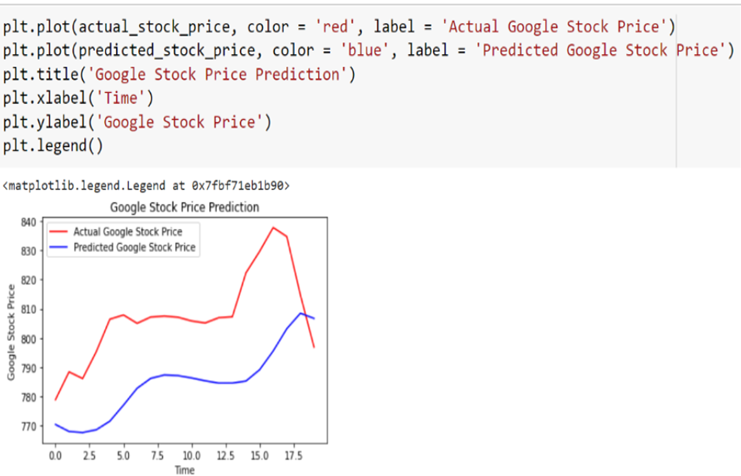 plt.plot(actual_stock_price, color = 'red', label = 'Actual Google Stock Price')
plt.plot(predicted_stock_price, color = 'blue', label = 'Predicted Google Stock Price')
plt.title('Google Stock Price Prediction')
plt.xlabel('Time')
plt.ylabel('Google Stock Price')
plt.legend()
<matplotlib.legend.Legend at 0x7fbf71eb1b90>
Google Stock Price Prediction
Actual Google Stock Price
Predicted Google Stock Price
Google Stock Price
840
830
820
810
800
790
780
770
0.0 2.5 5.0 7.5 10.0 12.5 15.0 17.5
Time